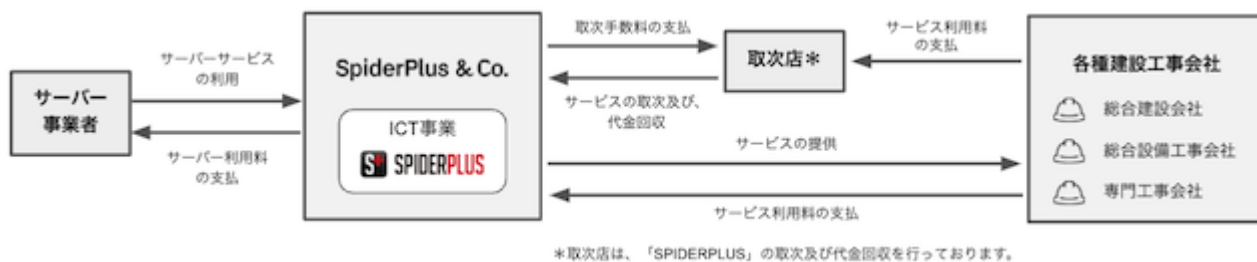 サーバー
事業者
サーバーサービス
の利用
サーバー利用料
の支払
SpiderPlus & Co.
ICT事業
S+ SPIDERPLUS
取次手数料の支払
サービスの取次及び、
代金回収
取次店＊
サービス利用料
の支払
サービスの提供
サービス利用料の支払
各種建設工事会社
総合建設会社
総合設備工事会社
専門工事会社
＊取次店は、「SPIDERPLUS」の取次及び代金回収を行っております。